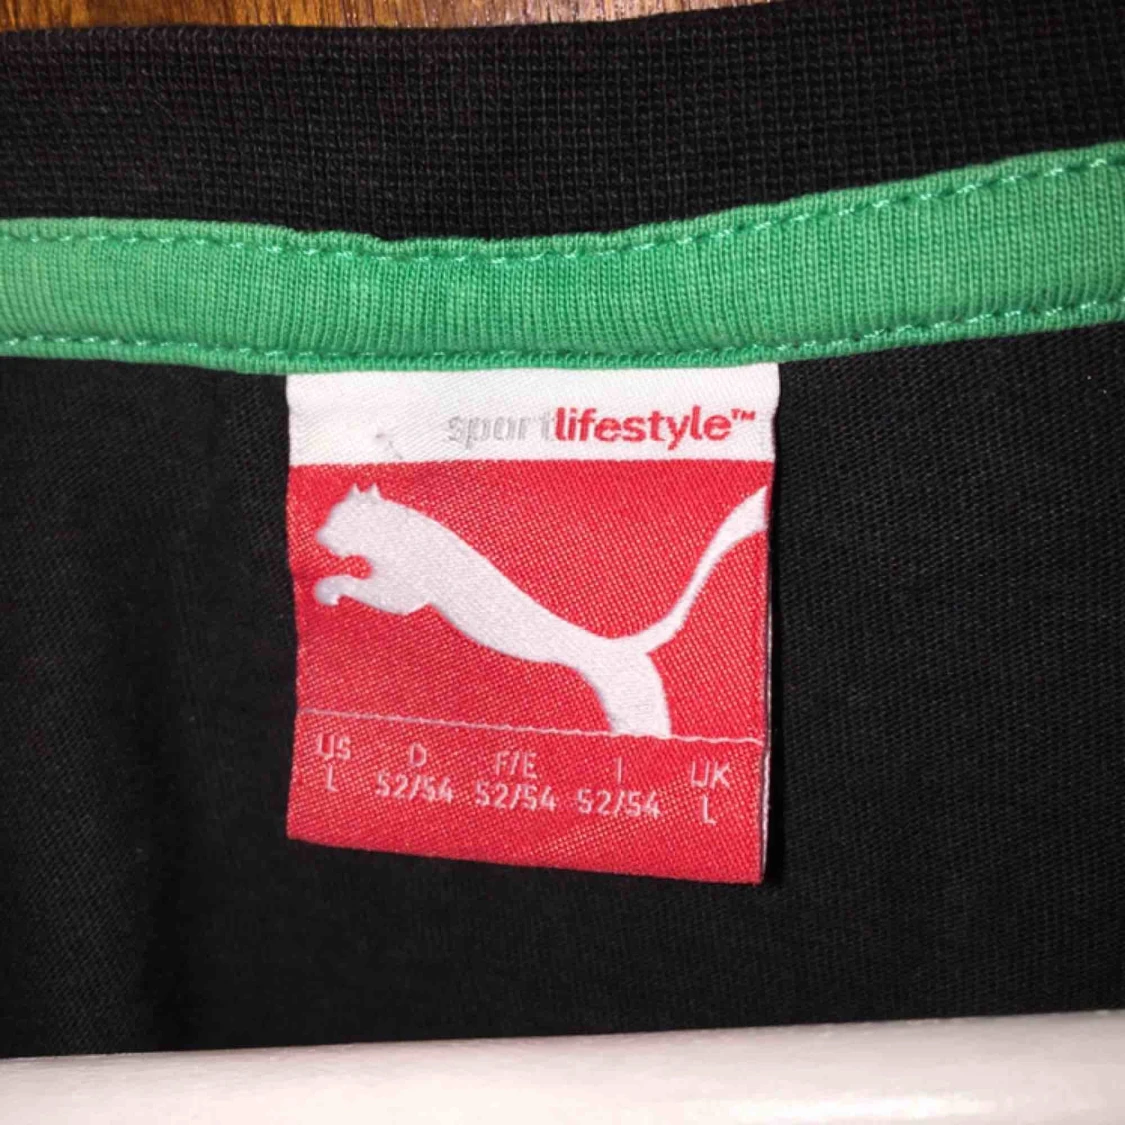 sportlifestyle™
US D F/E I UK
L 52/54 52/54 52/54 L